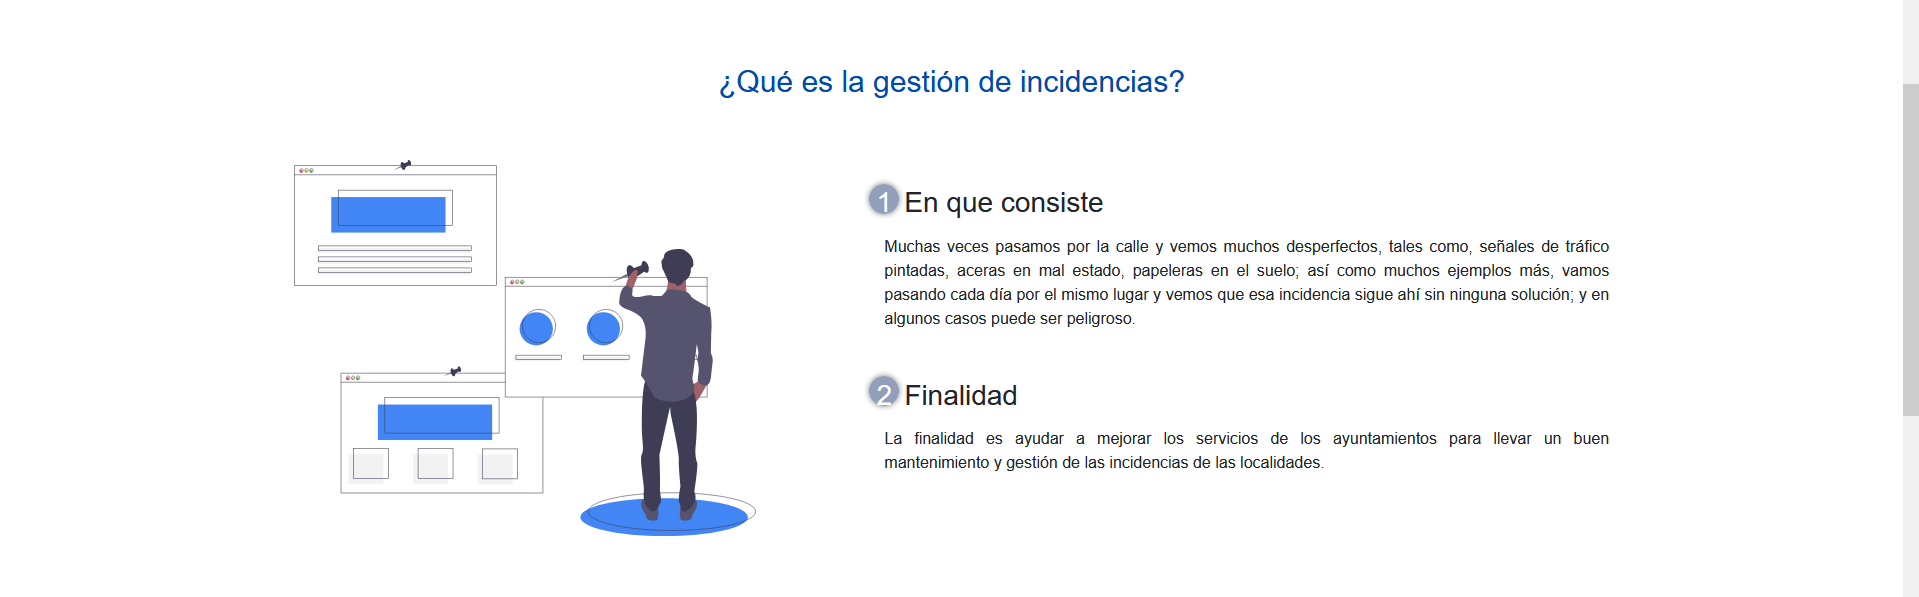 ¿Qué es la gestión de incidencias?
1 En que consiste
Muchas veces pasamos por la calle y vemos muchos desperfectos, tales como, señales de tráfico
pintadas, aceras en mal estado, papeleras en el suelo; así como muchos ejemplos más, vamos
pasando cada día por el mismo lugar y vemos que esa incidencia sigue ahí sin ninguna solución; y en
algunos casos puede ser peligroso.
2 Finalidad
La finalidad es ayudar a mejorar los servicios de los ayuntamientos para llevar un buen
mantenimiento y gestión de las incidencias de las localidades.